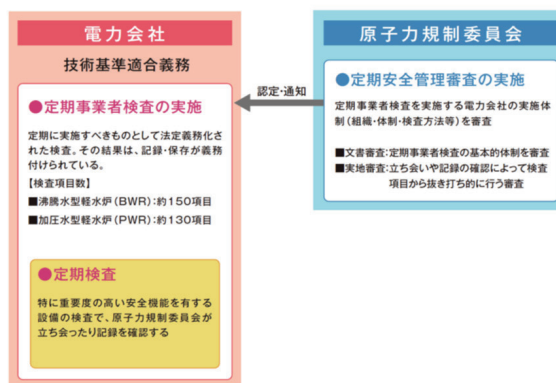 電力会社
技術基準適合義務
●定期事業者検査の実施
定期に実施すべきものとして法定義務化さ
れた検査。その結果は、記録・保存が義務
付けられている。
【検査項目数】
■沸騰水型軽水炉(BWR):約150項目
■加圧水型軽水炉(PWR):約130項目
●定期検査
特に重要度の高い安全機能を有する
設備の検査で、原子力規制委員会が
立ち会ったり記録を確認する
認定・通知
原子力規制委員会
●定期安全管理審査の実施
定期事業者検査を実施する電力会社の実施体
制(組織・体制・検査方法等)を審査
■文書審査:定期事業者検査の基本的体制を審査
■実地審査:立ち会いや記録の確認によって検査
項目から抜き打ち的に行う審査